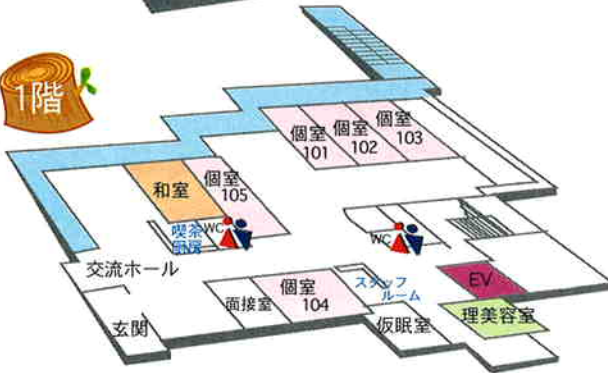 1階
個室
101
個室
102
個室
103
和室
個室
105
喫茶
厨房
WC
WC
交流ホール
玄関
面接室
個室
104
スタッフ
ルーム
仮眠室
EV
理美容室